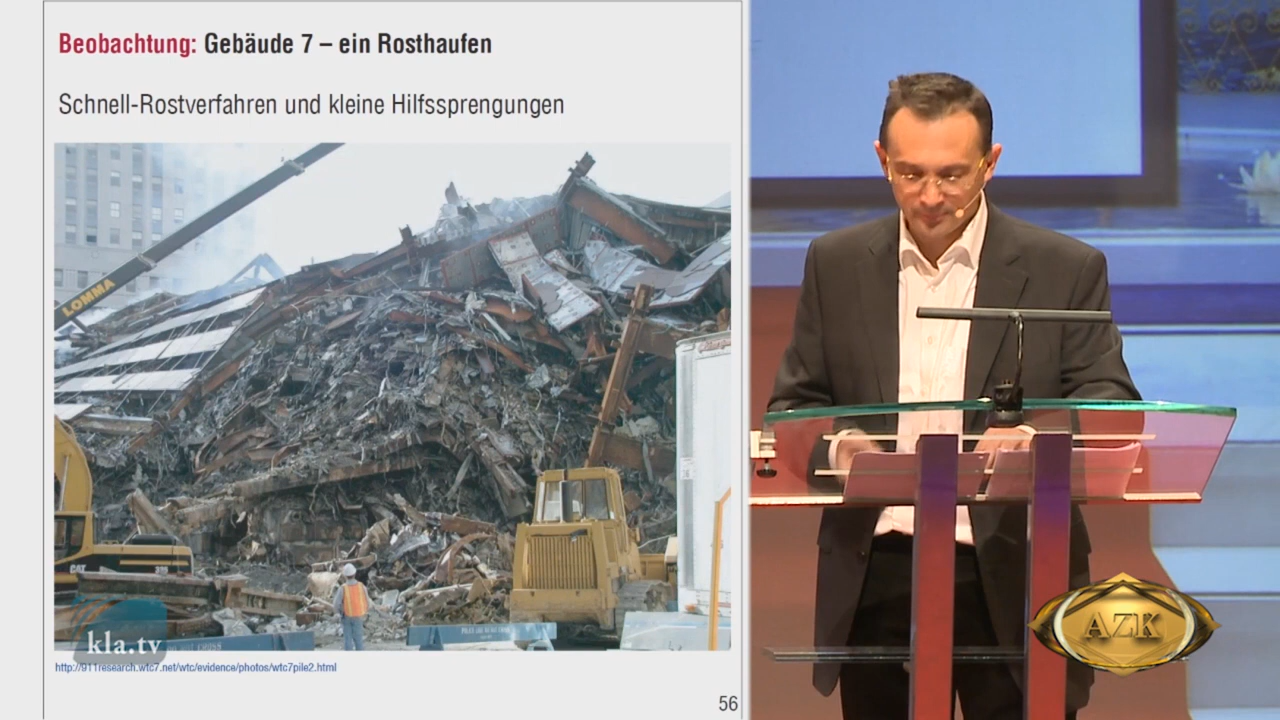 Beobachtung: Gebäude 7 – ein Rosthaufen
Schnell-Rostverfahren und kleine Hilfssprengungen
LOMMA
CAT
325
kla.tv
http://911research.wtc7.net/wtc/evidence/photos/wtc7pile2.html
56
AZK